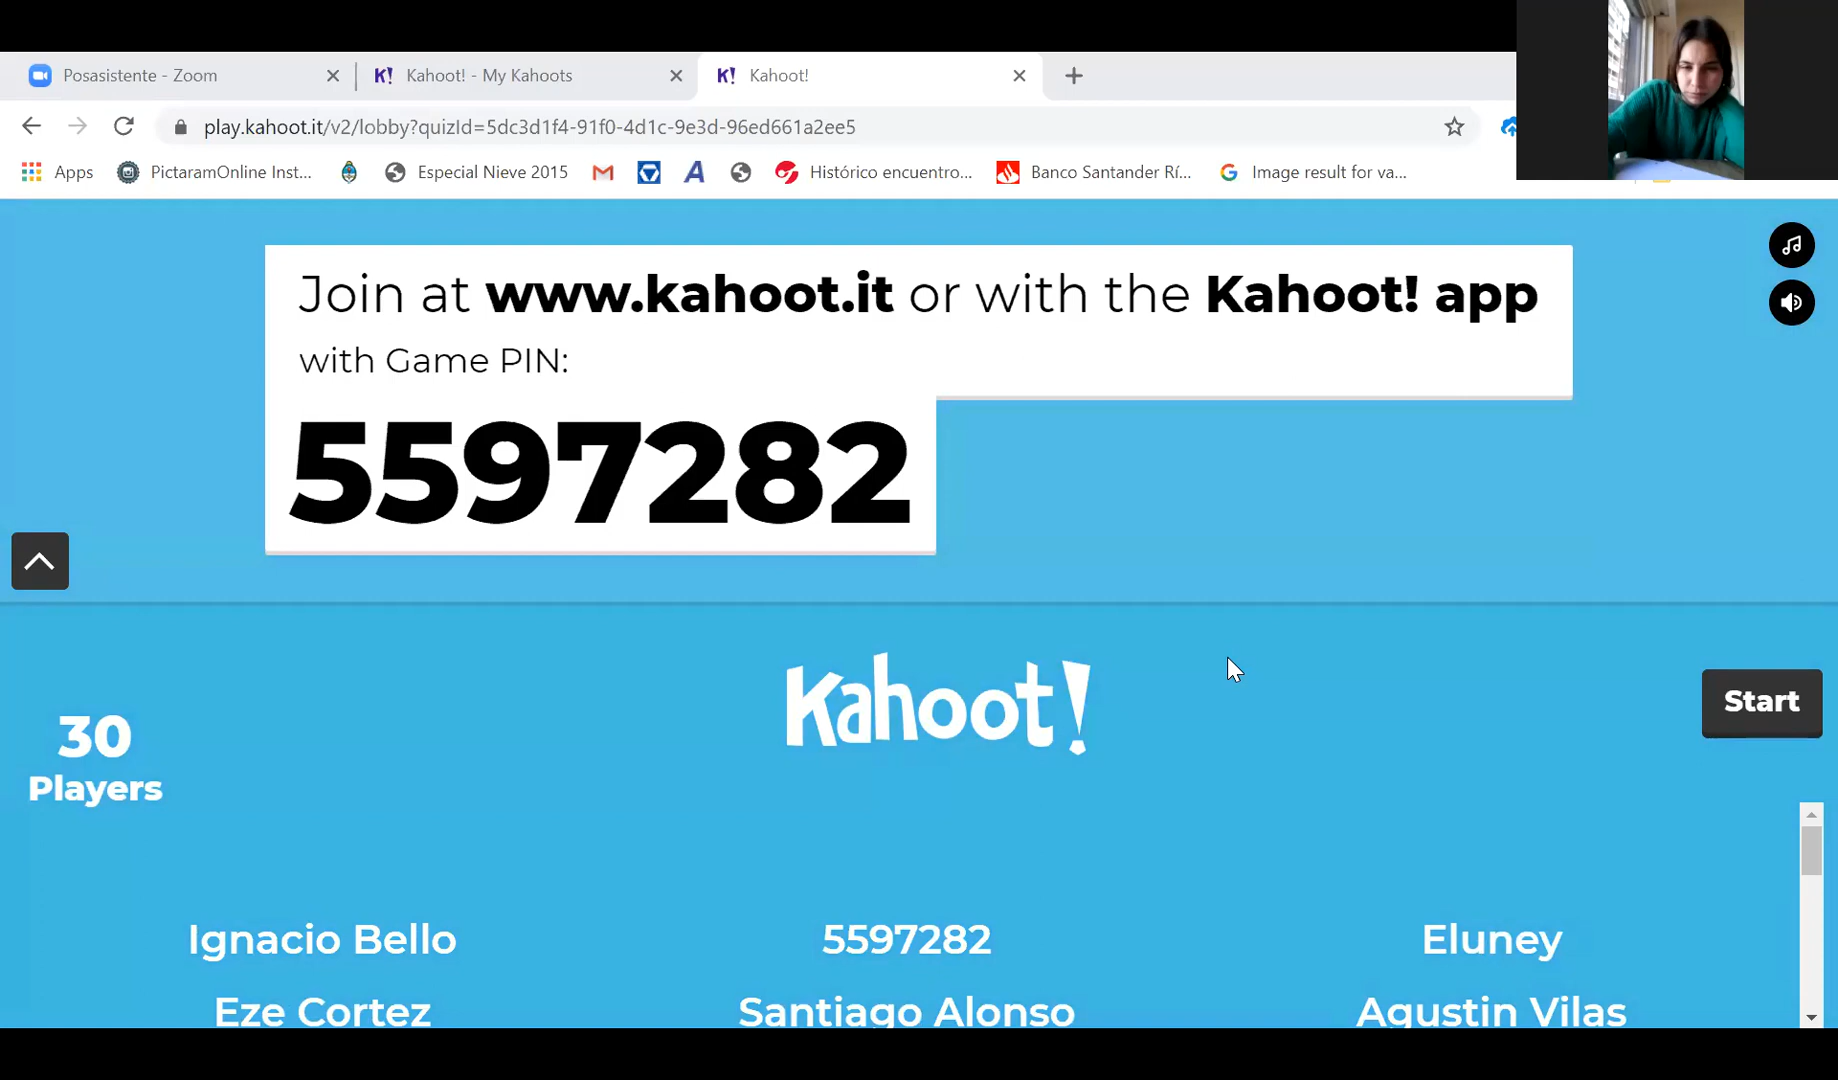 Posasistente - Zoom
Kahoot! - My Kahoots
Kahoot!
play.kahoot.it/v2/lobby?quizId=5dc3d1f4-91f0-4d1c-9e3d-96ed661a2ee5
Apps
PictaramOnline Inst...
Especial Nieve 2015
Histórico encuentro...
Banco Santander Rí...
Image result for va...
Join at www.kahoot.it or with the Kahoot! app
with Game PIN:
5597282
Kahoot!
Start
30
Players
Ignacio Bello 5597282 Eluney
Eze Cortez Santiago Alonso Agustin Vilas